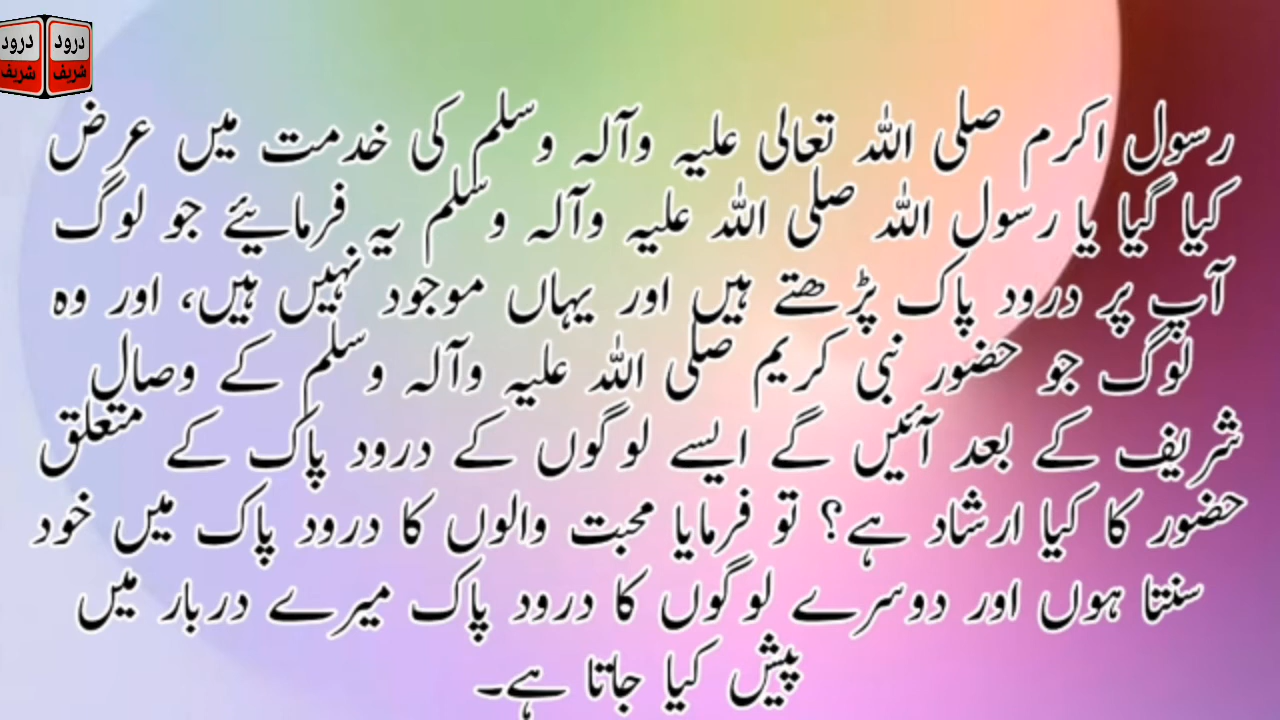 درود شریف درود شریف
رسول اکرم صلی اللہ تعالی علیہ وآلہ وسلم کی خدمت میں عرض
کیا گیا یا رسول اللہ صلی اللہ علیہ وآلہ وسلم یہ فرمائیے جو لوگ
آپ پر درود پاک پڑھتے ہیں اور یہاں موجود نہیں ہیں، اور وہ
لوگ جو حضور نبی کریم صلی اللہ علیہ وآلہ وسلم کے وصال
شریف کے بعد آئیں گے ایسے لوگوں کے درود پاک کے متعلق
حضور کا کیا ارشاد ہے؟ تو فرمایا محبت والوں کا درود پاک میں خود
سنتا ہوں اور دوسرے لوگوں کا درود پاک میرے دربار میں
پیش کیا جاتا ہے۔